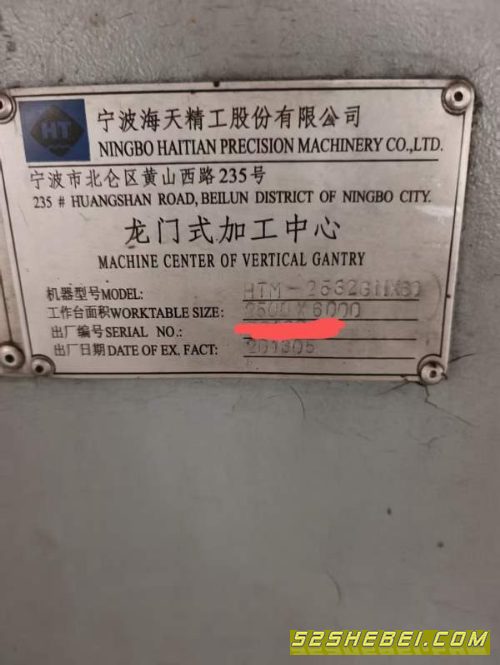 HT
宁波海天精工股份有限公司
NINGBO HAITIAN PRECISION MACHINERY CO.,LTD.
宁波市北仑区黄山西路235号
235 # HUANGSHAN ROAD, BEILUN DISTRICT OF NINGBO CITY.
龙门式加工中心
MACHINE CENTER OF VERTICAL GANTRY
机器型号MODEL:
工作台面积WORKTABLE SIZE: 2500X6000
出厂编号SERIAL NO.:
出厂日期DATE OF EX. FACT: 201305
52SHEBEI.COM